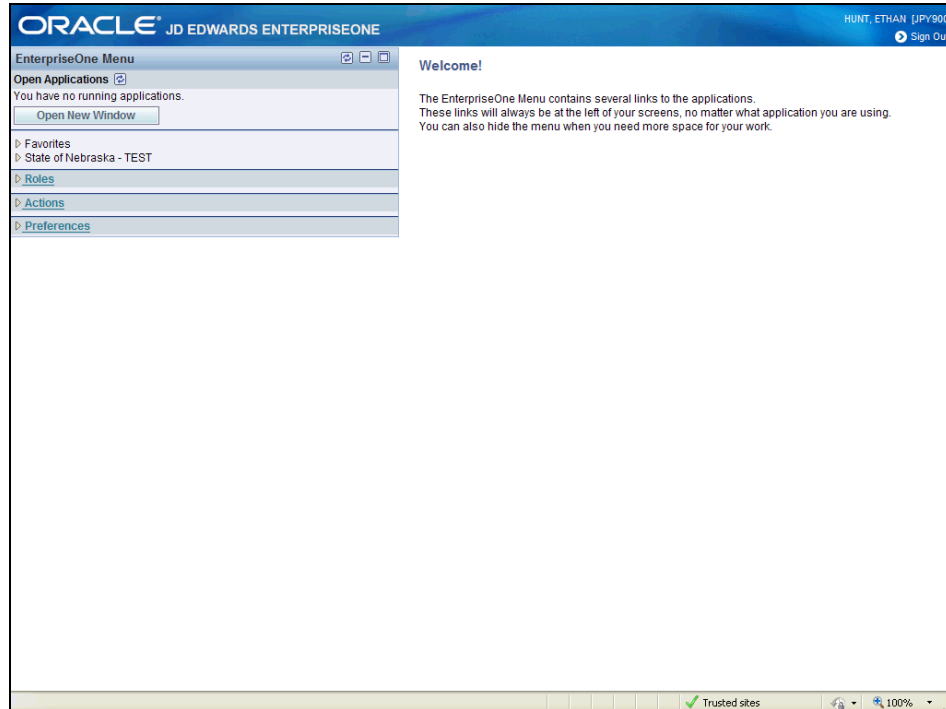 ORACLE® JD EDWARDS ENTERPRISEONE
HUNT, ETHAN [JPY900
Sign Ou
EnterpriseOne Menu
Open Applications
You have no running applications.
Open New Window
Favorites
State of Nebraska - TEST
Roles
Actions
Preferences
Welcome!
The EnterpriseOne Menu contains several links to the applications.
These links will always be at the left of your screens, no matter what application you are using.
You can also hide the menu when you need more space for your work.
Trusted sites
100%